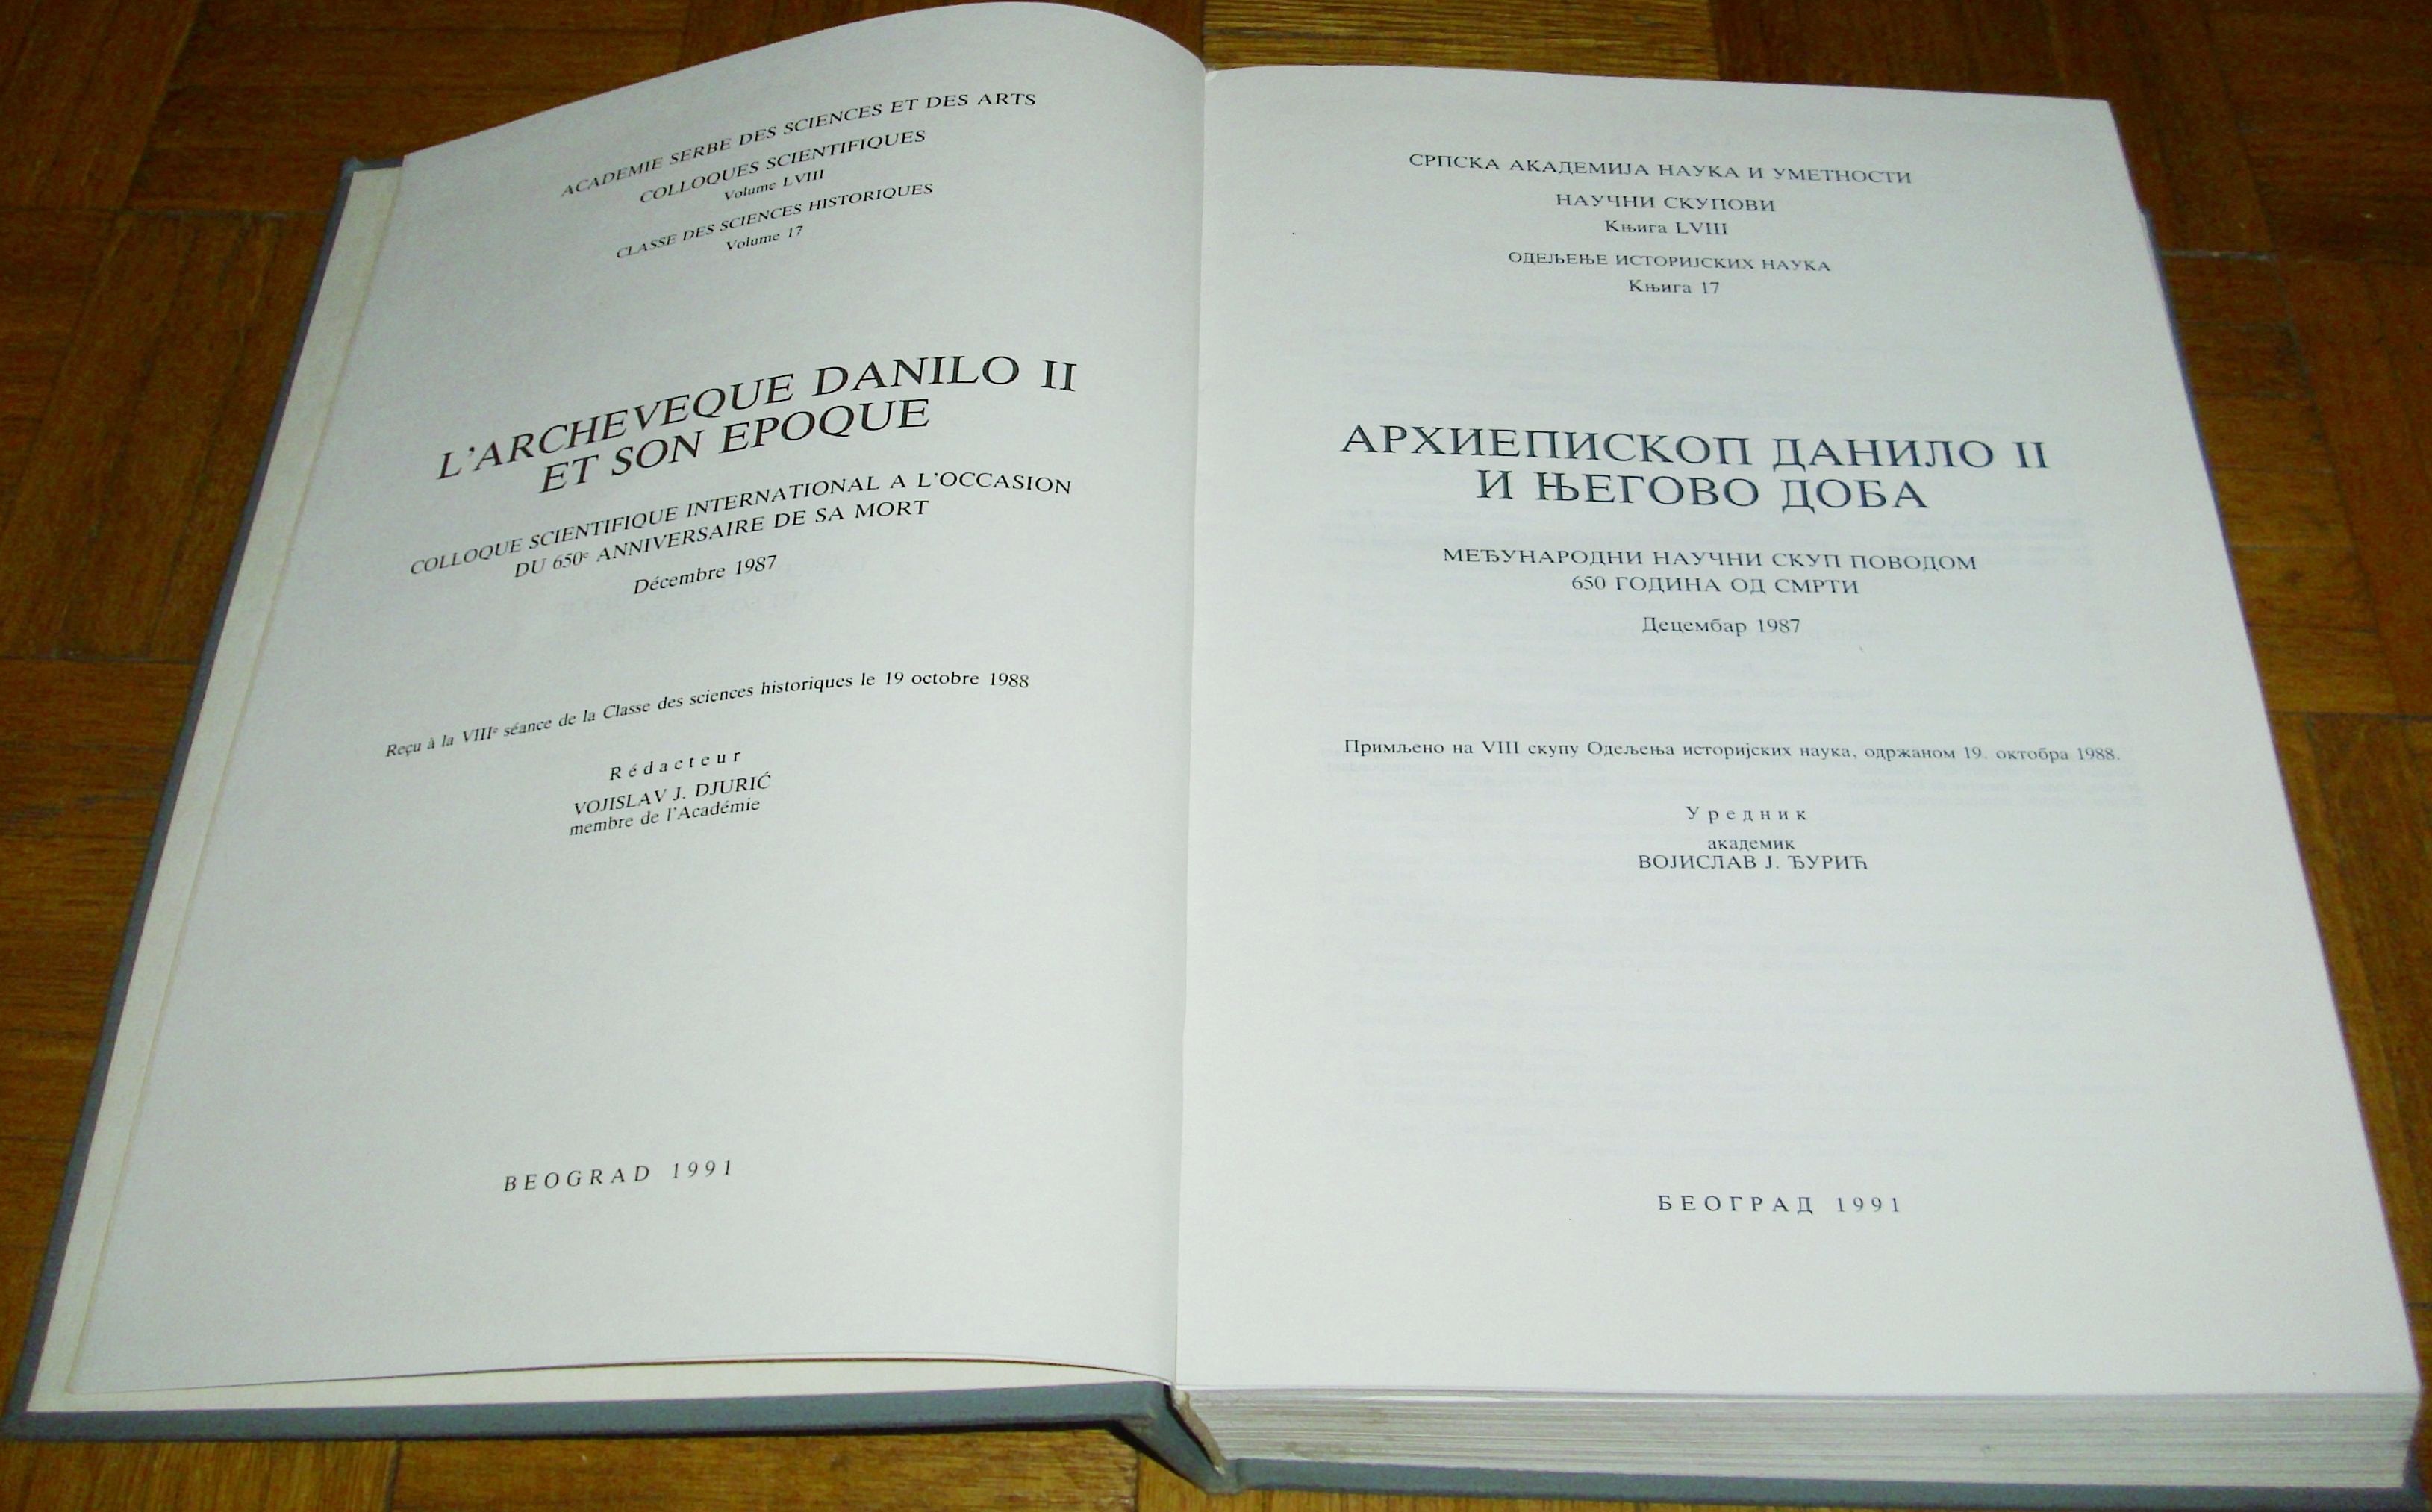 ACADEMIE SERBE DES SCIENCES ET DES ARTS
COLLOQUES SCIENTIFIQUES
Volume LVIII
CLASSE DES SCIENCES HISTORIQUES
Volume 17
L'ARCHEVEQUE DANILO II
ET SON EPOQUE
COLLOQUE SCIENTIFIQUE INTERNATIONAL A L'OCCASION
DU 650e ANNIVERSAIRE DE SA MORT
Décembre 1987
Reçu à la VIIIe séance de la Classe des sciences historiques le 19 octobre 1988
Rédacteur
VOJISLAV J. DJURIĆ
membre de l'Académie
BEOGRAD 1991
СРПСКА АКАДЕМИЈА НАУКА И УМЕТНОСТИ
НАУЧНИ СКУПОВИ
Књига LVIII
ОДЕЉЕЊЕ ИСТОРИЈСКИХ НАУКА
Књига 17
АРХИЕПИСКОП ДАНИЛО II
И ЊЕГОВО ДОБА
МЕЂУНАРОДНИ НАУЧНИ СКУП ПОВОДОМ
650 ГОДИНА ОД СМРТИ
Децембар 1987
Примљено на VIII скупу Одељења историјских наука, одржаном 19. октобра 1988.
Уредник
академик
ВОЈИСЛАВ Ј. ЂУРИЋ
БЕОГРАД 1991